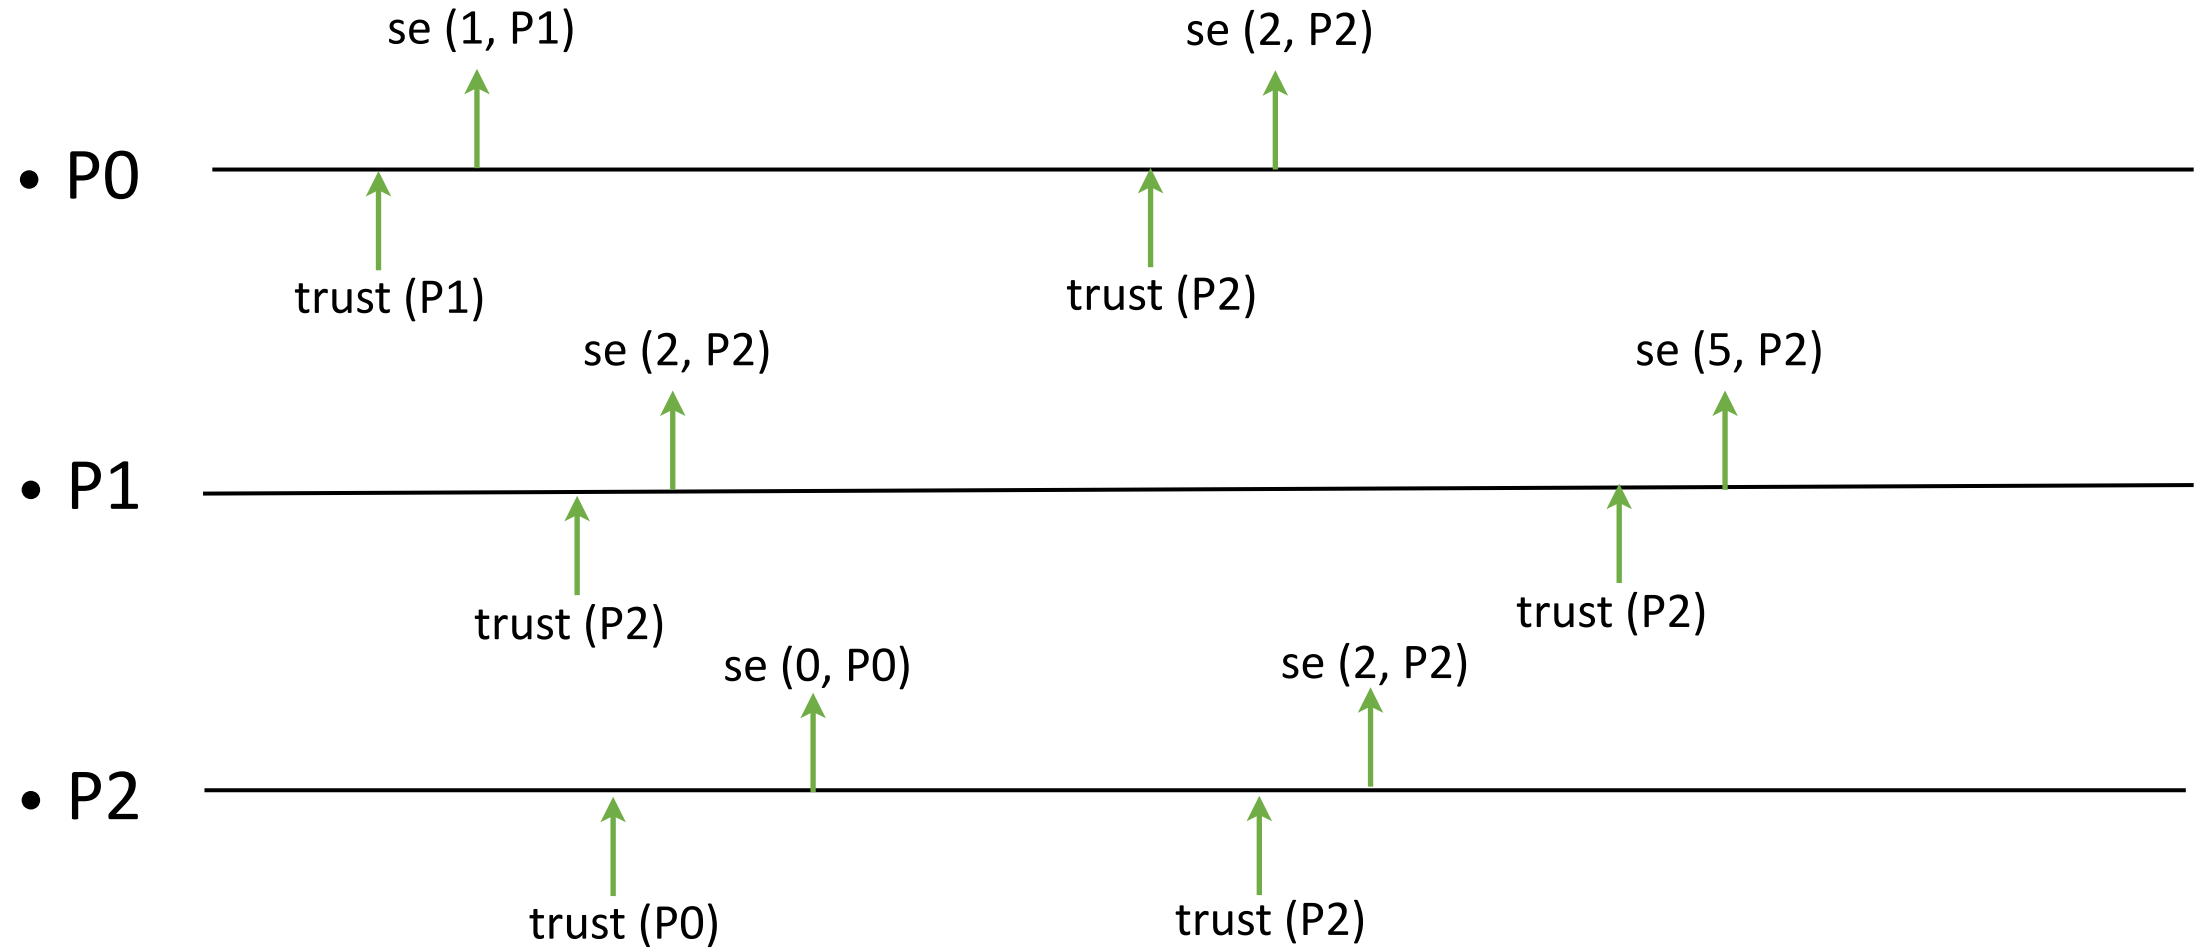 se (1, P1)
se (2, P2)
• P0
trust (P1)
trust (P2)
se (2, P2)
se (5, P2)
• P1
trust (P2)
trust (P2)
se (0, P0)
se (2, P2)
• P2
trust (P0)
trust (P2)